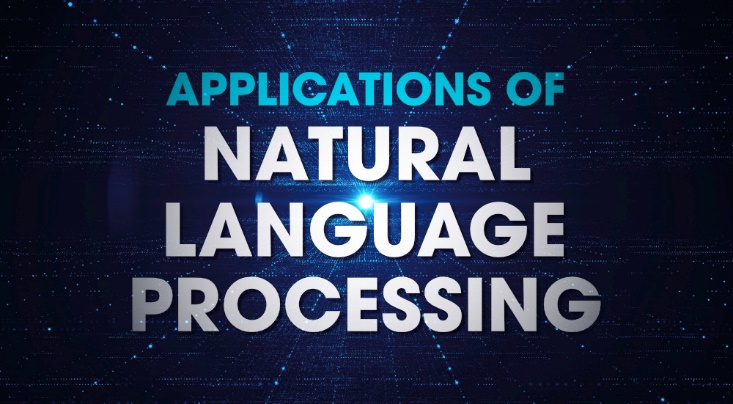 APPLICATIONS OF
NATURAL
LANGUAGE
PROCESSING